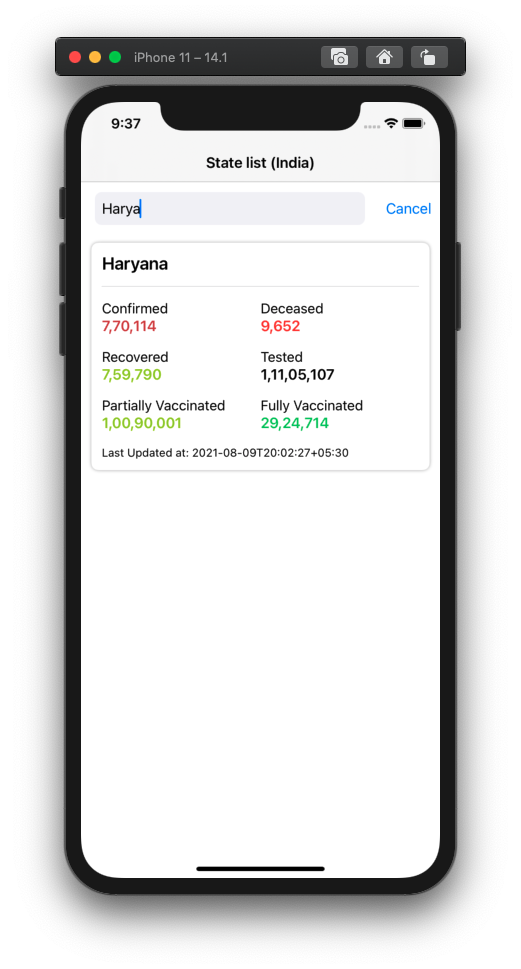 iPhone 11 – 14.1
9:37
State list (India)
Harya Cancel
Haryana
Confirmed Deceased
7,70,114 9,652
Recovered Tested
7,59,790 1,11,05,107
Partially Vaccinated Fully Vaccinated
1,00,90,001 29,24,714
Last Updated at: 2021-08-09T20:02:27+05:30